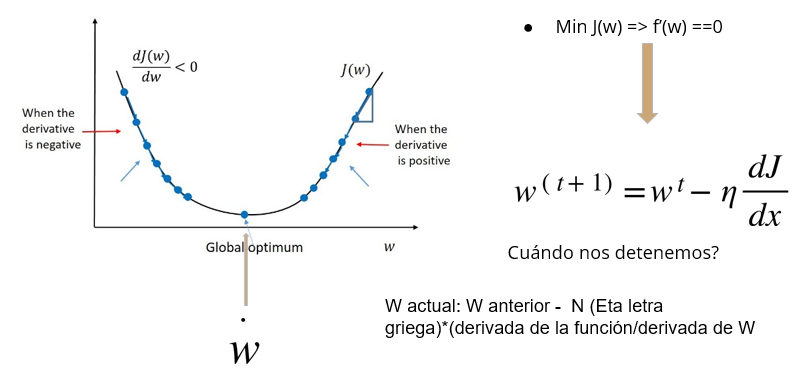 dJ(w)/dw < 0
J(w)
When the
derivative
is negative
When the
derivative
is positive
Global optimum
w
ẇ
● Min J(w) => f'(w) ==0
w^(t+1) = w^t − η dJ/dx
Cuándo nos detenemos?
W actual: W anterior - N (Eta letra
griega)*(derivada de la función/derivada de W